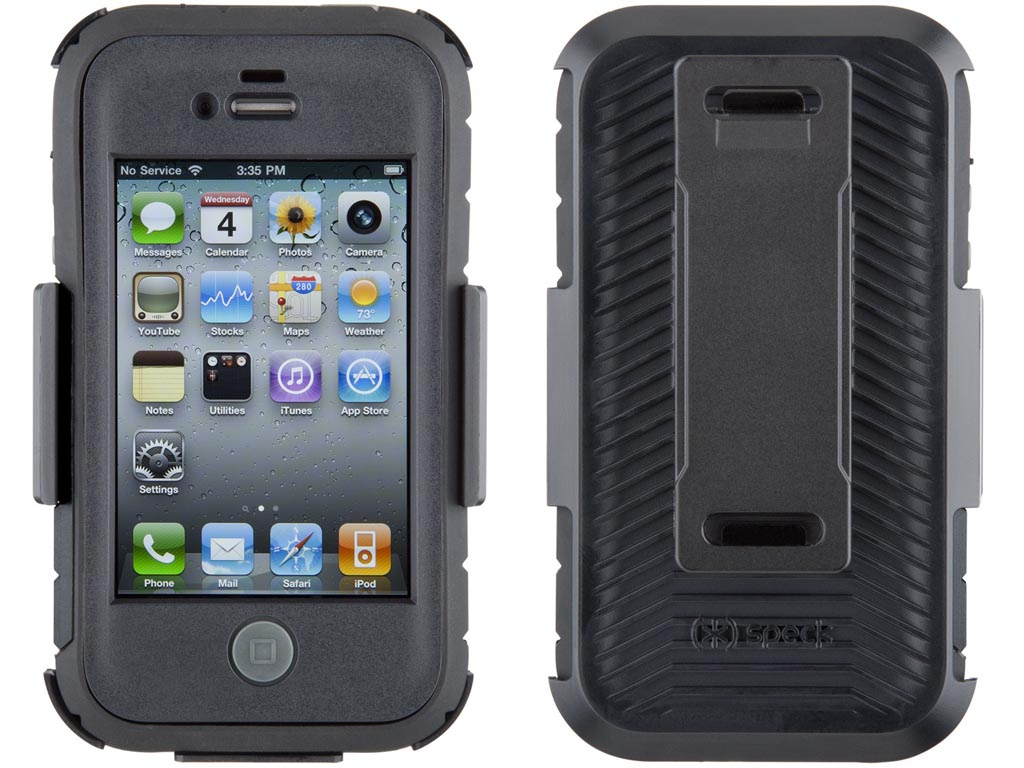 No Service 3:35 PM
Wednesday
4
Messages Calendar Photos Camera
280
73°
YouTube Stocks Maps Weather
Notes Utilities iTunes App Store
Settings
Phone Mail Safari iPod
speck